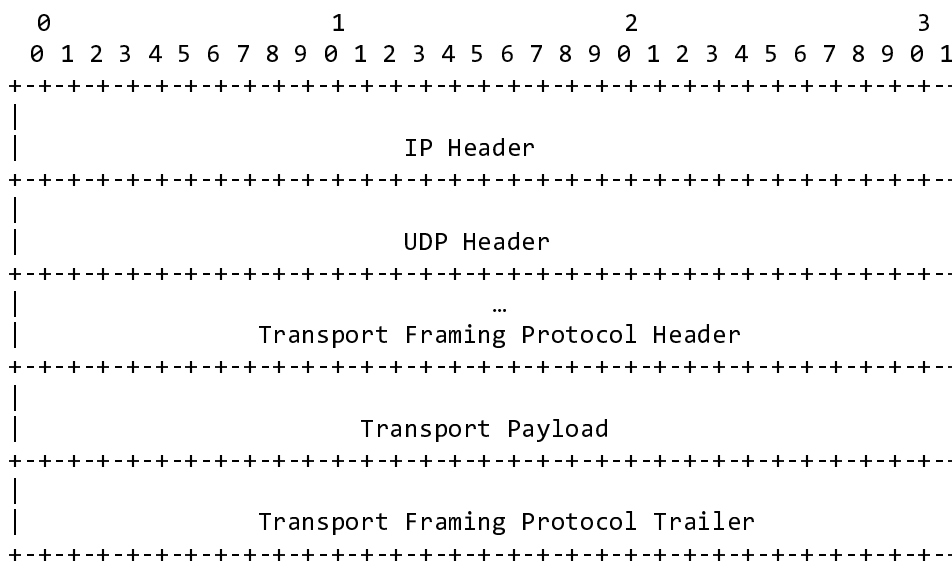 0                   1                   2                   3
0 1 2 3 4 5 6 7 8 9 0 1 2 3 4 5 6 7 8 9 0 1 2 3 4 5 6 7 8 9 0 1
+-+-+-+-+-+-+-+-+-+-+-+-+-+-+-+-+-+-+-+-+-+-+-+-+-+-+-+-+-+-+-+--
|
| IP Header
+-+-+-+-+-+-+-+-+-+-+-+-+-+-+-+-+-+-+-+-+-+-+-+-+-+-+-+-+-+-+-+--
|
| UDP Header
+-+-+-+-+-+-+-+-+-+-+-+-+-+-+-+-+-+-+-+-+-+-+-+-+-+-+-+-+-+-+-+--
| …
| Transport Framing Protocol Header
+-+-+-+-+-+-+-+-+-+-+-+-+-+-+-+-+-+-+-+-+-+-+-+-+-+-+-+-+-+-+-+--
|
| Transport Payload
+-+-+-+-+-+-+-+-+-+-+-+-+-+-+-+-+-+-+-+-+-+-+-+-+-+-+-+-+-+-+-+--
|
| Transport Framing Protocol Trailer
+-+-+-+-+-+-+-+-+-+-+-+-+-+-+-+-+-+-+-+-+-+-+-+-+-+-+-+-+-+-+-+--